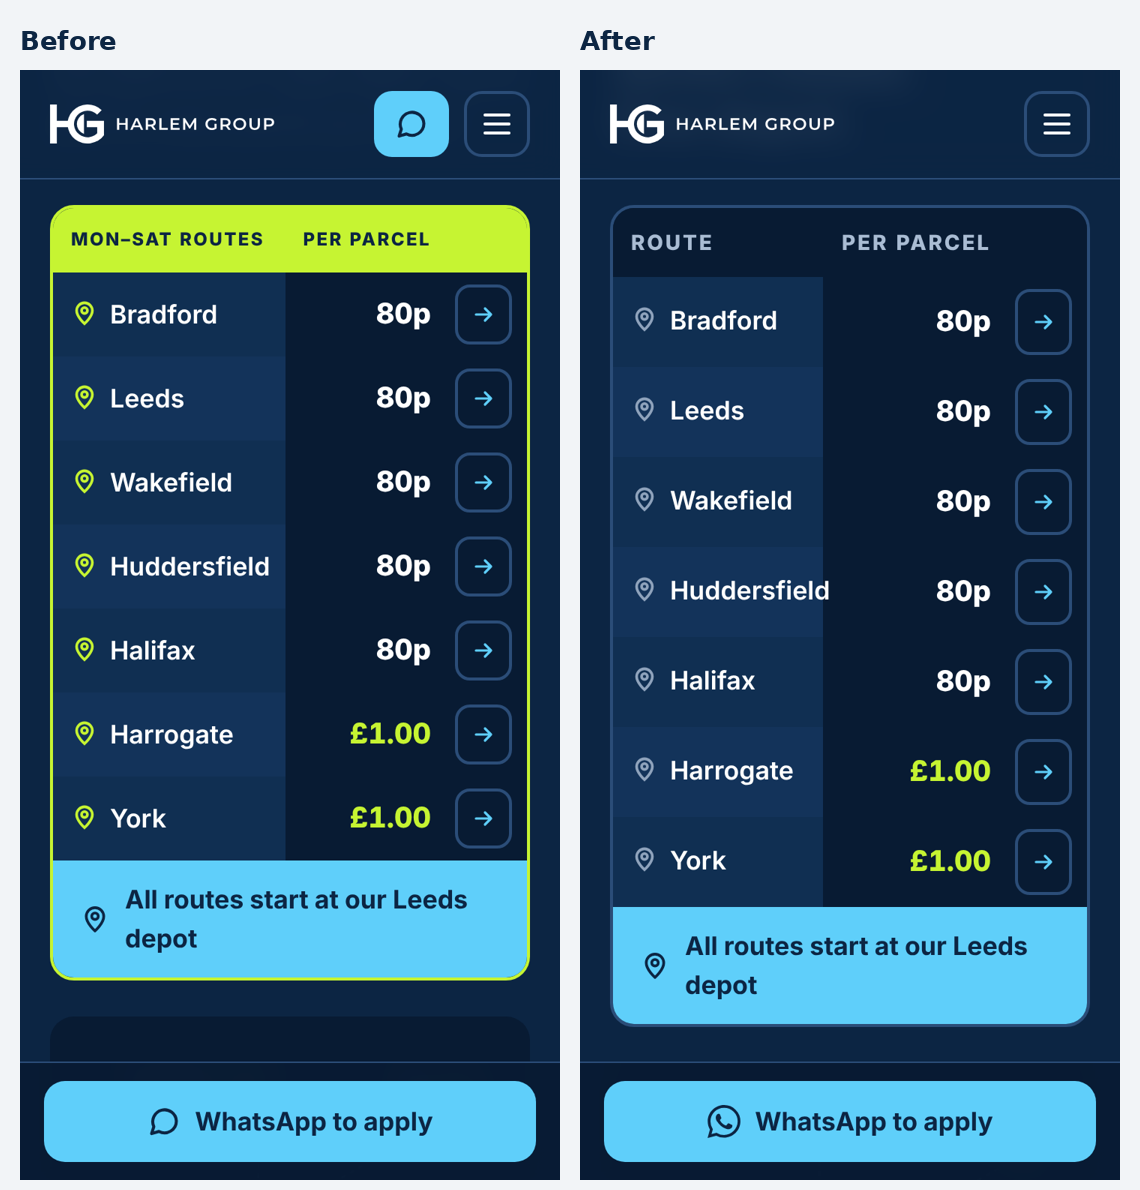 Before
HARLEM GROUP
MON–SAT ROUTES PER PARCEL
Bradford 80p
Leeds 80p
Wakefield 80p
Huddersfield 80p
Halifax 80p
Harrogate £1.00
York £1.00
All routes start at our Leeds
depot
WhatsApp to apply
After
HARLEM GROUP
ROUTE PER PARCEL
Bradford 80p
Leeds 80p
Wakefield 80p
Huddersfield 80p
Halifax 80p
Harrogate £1.00
York £1.00
All routes start at our Leeds
depot
WhatsApp to apply